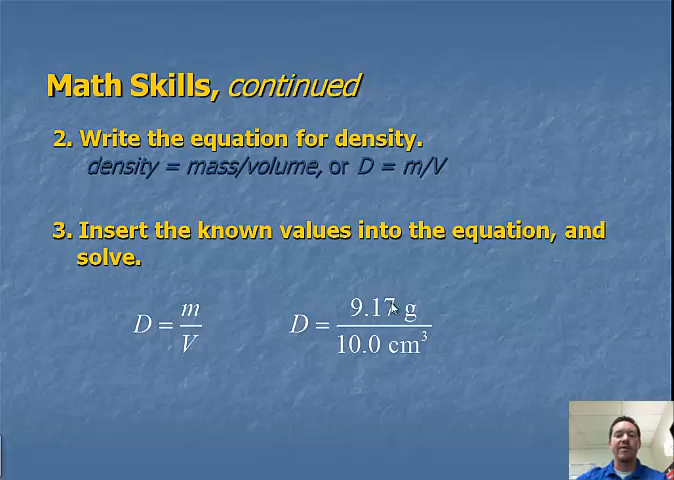 Math Skills, continued
2. Write the equation for density.
density = mass/volume, or D = m/V
3. Insert the known values into the equation, and
solve.
D = m/V D = 9.17 g/10.0 cm³